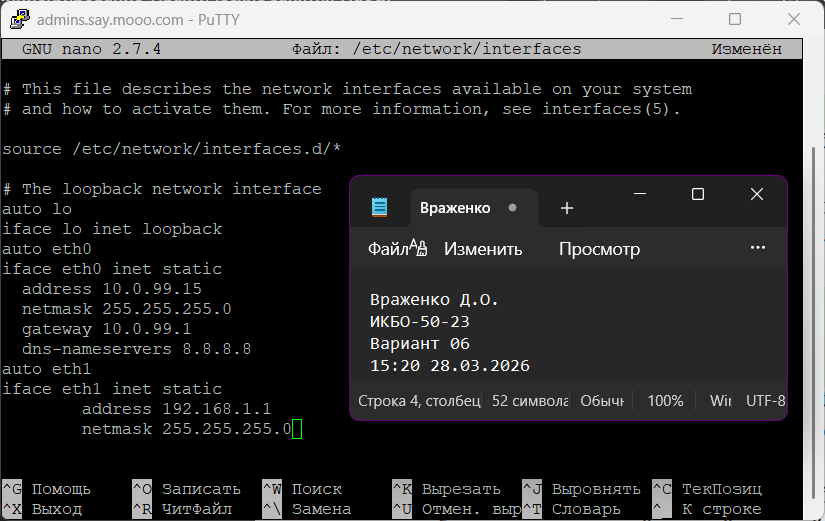 admins.say.mooo.com - PuTTY
GNU nano 2.7.4 Файл: /etc/network/interfaces Изменён
# This file describes the network interfaces available on your system
# and how to activate them. For more information, see interfaces(5).
source /etc/network/interfaces.d/*
# The loopback network interface
auto lo
iface lo inet loopback
auto eth0
iface eth0 inet static
address 10.0.99.15
netmask 255.255.255.0
gateway 10.0.99.1
dns-nameservers 8.8.8.8
auto eth1
iface eth1 inet static
address 192.168.1.1
netmask 255.255.255.0
Враженко
Файл Изменить Просмотр
Враженко Д.О.
ИКБО-50-23
Вариант 06
15:20 28.03.2026
Строка 4, столбец 52 символа Обычн 100% Win UTF-8
^G Помощь ^O Записать ^W Поиск ^K Вырезать ^J Выровнять ^C ТекПозиц
^X Выход ^R ЧитФайл ^\ Замена ^U Отмен. выр ^T Словарь ^_ К строке